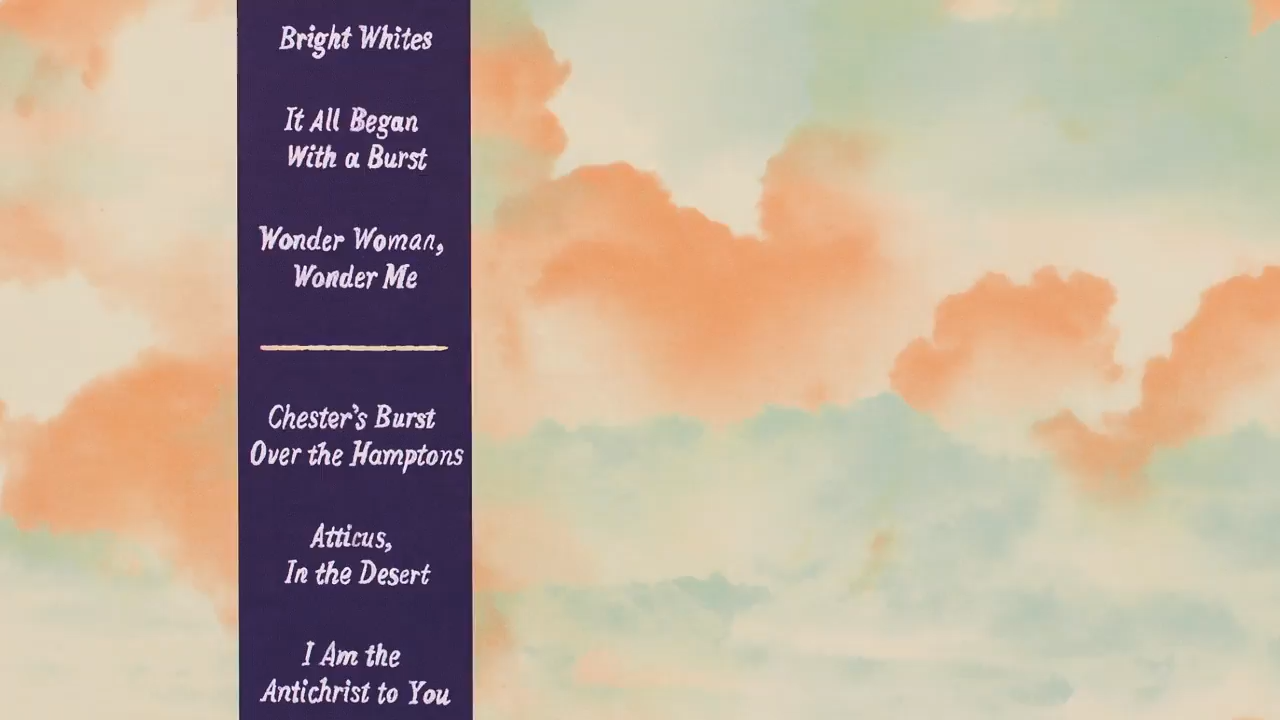 Bright Whites
It All Began
With a Burst
Wonder Woman,
Wonder Me
Chester's Burst
Over the Hamptons
Atticus,
In the Desert
I Am the
Antichrist to You